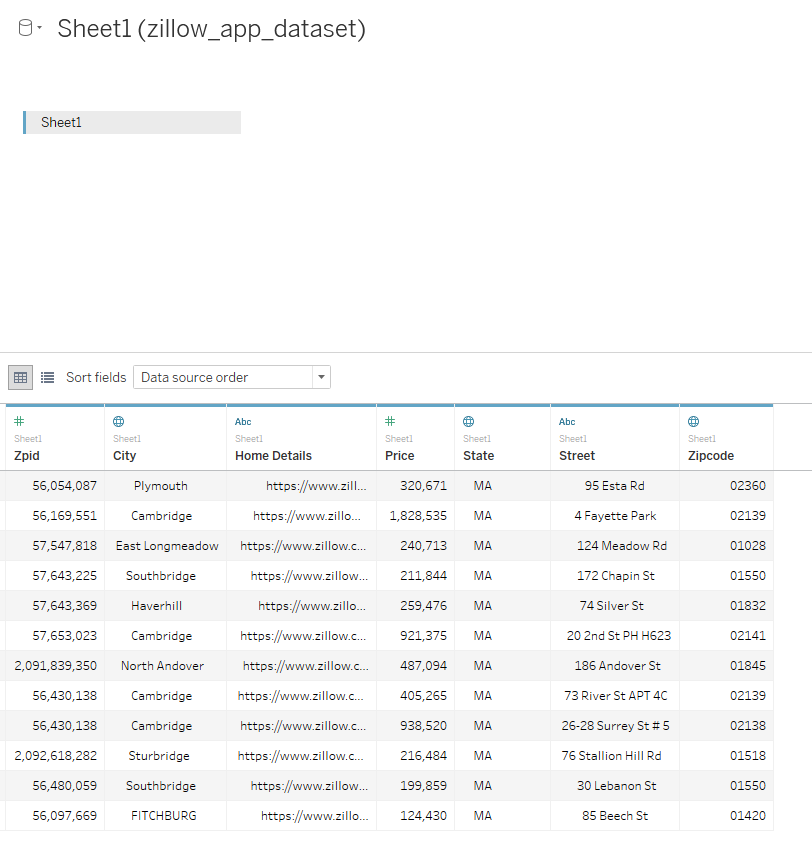 Sheet1 (zillow_app_dataset)
Sheet1
Sort fields Data source order
# Abc # Abc
Sheet1 Sheet1 Sheet1 Sheet1 Sheet1 Sheet1 Sheet1
Zpid City Home Details Price State Street Zipcode
56,054,087 Plymouth https://www.zill... 320,671 MA 95 Esta Rd 02360
56,169,551 Cambridge https://www.zillo... 1,828,535 MA 4 Fayette Park 02139
57,547,818 East Longmeadow https://www.zillow.c... 240,713 MA 124 Meadow Rd 01028
57,643,225 Southbridge https://www.zillow... 211,844 MA 172 Chapin St 01550
57,643,369 Haverhill https://www.zillo... 259,476 MA 74 Silver St 01832
57,653,023 Cambridge https://www.zillow.c... 921,375 MA 20 2nd St PH H623 02141
2,091,839,350 North Andover https://www.zillow.c... 487,094 MA 186 Andover St 01845
56,430,138 Cambridge https://www.zillow.c... 405,265 MA 73 River St APT 4C 02139
56,430,138 Cambridge https://www.zillow.c... 938,520 MA 26-28 Surrey St # 5 02138
2,092,618,282 Sturbridge https://www.zillow.c... 216,484 MA 76 Stallion Hill Rd 01518
56,480,059 Southbridge https://www.zillow... 199,859 MA 30 Lebanon St 01550
56,097,669 FITCHBURG https://www.zillo... 124,430 MA 85 Beech St 01420